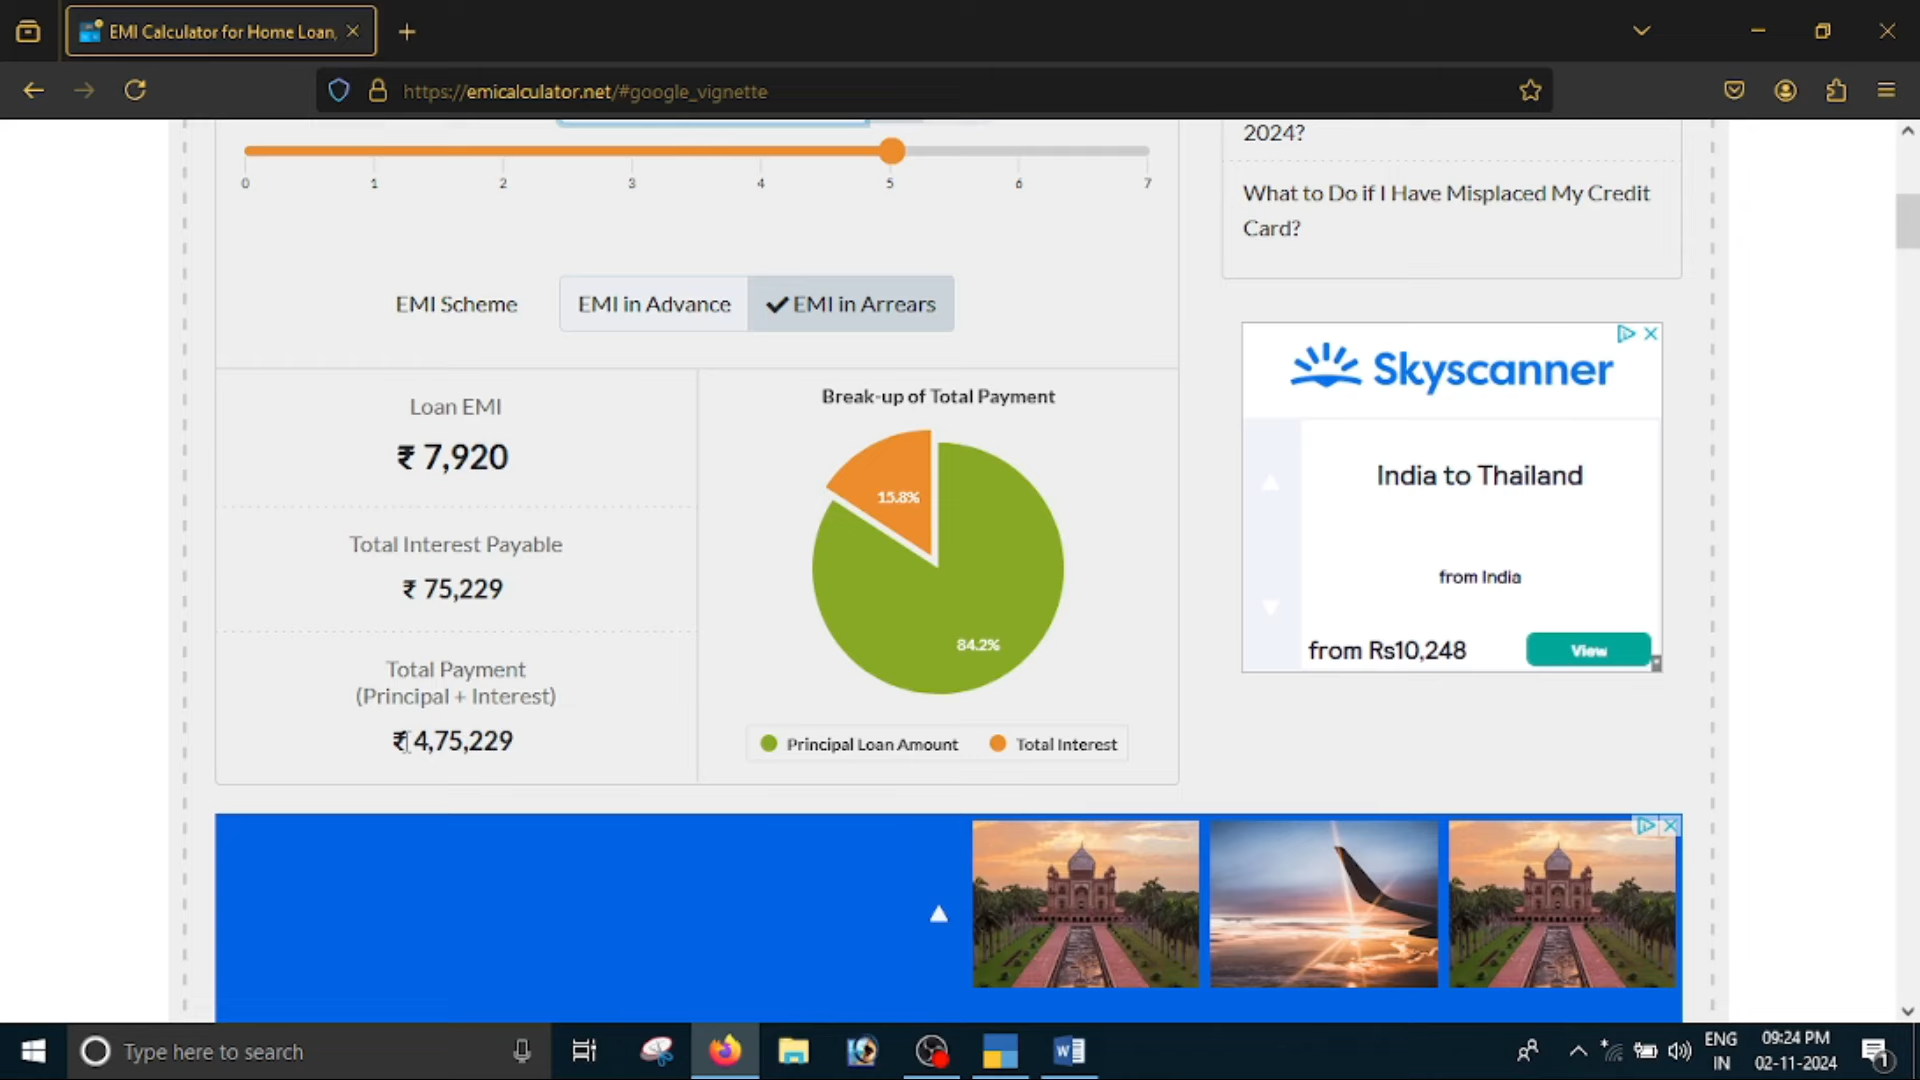 EMI Calculator for Home Loan,
https://emicalculator.net/#google_vignette
0 1 2 3 4 5 6 7
2024?
What to Do if I Have Misplaced My Credit
Card?
EMI Scheme EMI in Advance EMI in Arrears
Loan EMI
₹ 7,920
Total Interest Payable
₹ 75,229
Total Payment
(Principal + Interest)
₹ 4,75,229
Break-up of Total Payment
15.8%
84.2%
Principal Loan Amount Total Interest
Skyscanner
India to Thailand
from India
from Rs10,248 View
Type here to search
ENG
IN
09:24 PM
02-11-2024
1